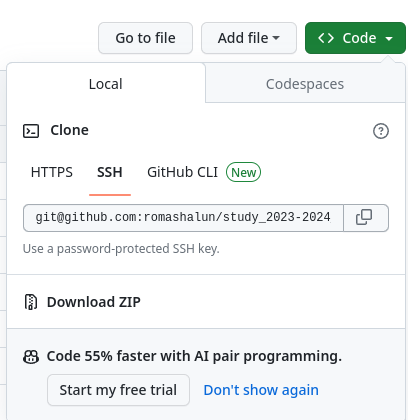 Go to file Add file Code
Local Codespaces
Clone
HTTPS SSH GitHub CLI New
git@github.com:romashalun/study_2023-2024
Use a password-protected SSH key.
Download ZIP
Code 55% faster with AI pair programming.
Start my free trial Don't show again